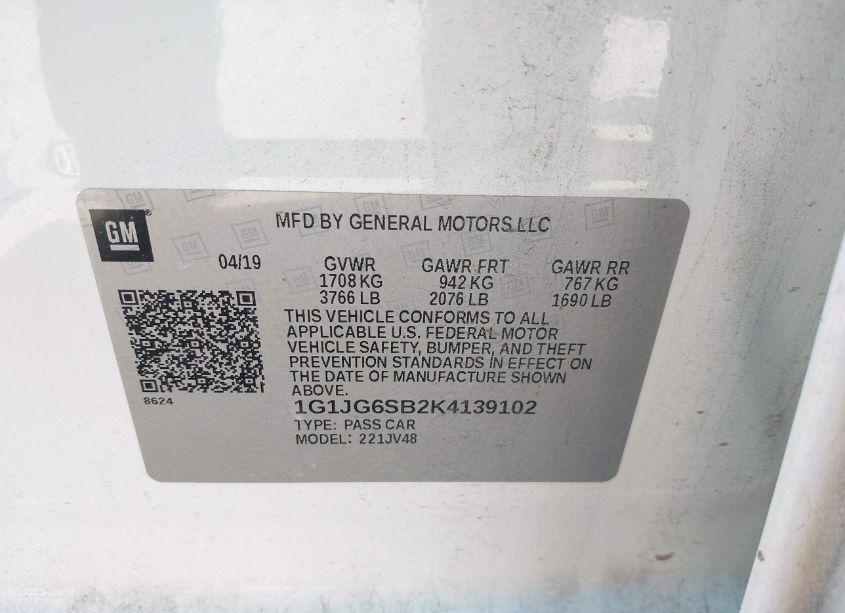 GM
MFD BY GENERAL MOTORS LLC
04/19 GVWR GAWR FRT GAWR RR
1708 KG 942 KG 767 KG
3766 LB 2076 LB 1690 LB
THIS VEHICLE CONFORMS TO ALL
APPLICABLE U.S. FEDERAL MOTOR
VEHICLE SAFETY, BUMPER, AND THEFT
PREVENTION STANDARDS IN EFFECT ON
THE DATE OF MANUFACTURE SHOWN
ABOVE.
8624
1G1JG6SB2K4139102
TYPE: PASS CAR
MODEL: 221JV48